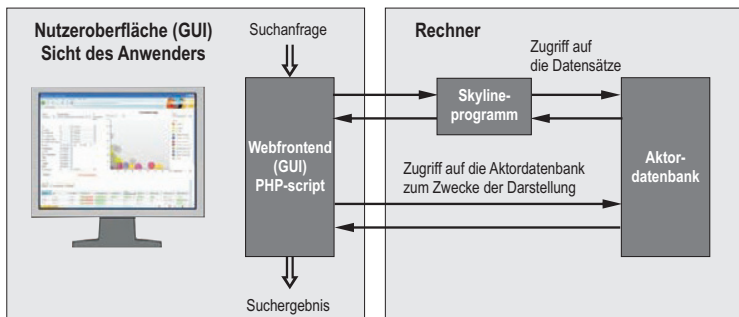 Nutzeroberfläche (GUI)
Sicht des Anwenders
Suchanfrage
Webfrontend
(GUI)
PHP-script
Suchergebnis
Rechner
Zugriff auf
die Datensätze
Skyline-
programm
Zugriff auf die Aktordatenbank
zum Zwecke der Darstellung
Aktor-
datenbank